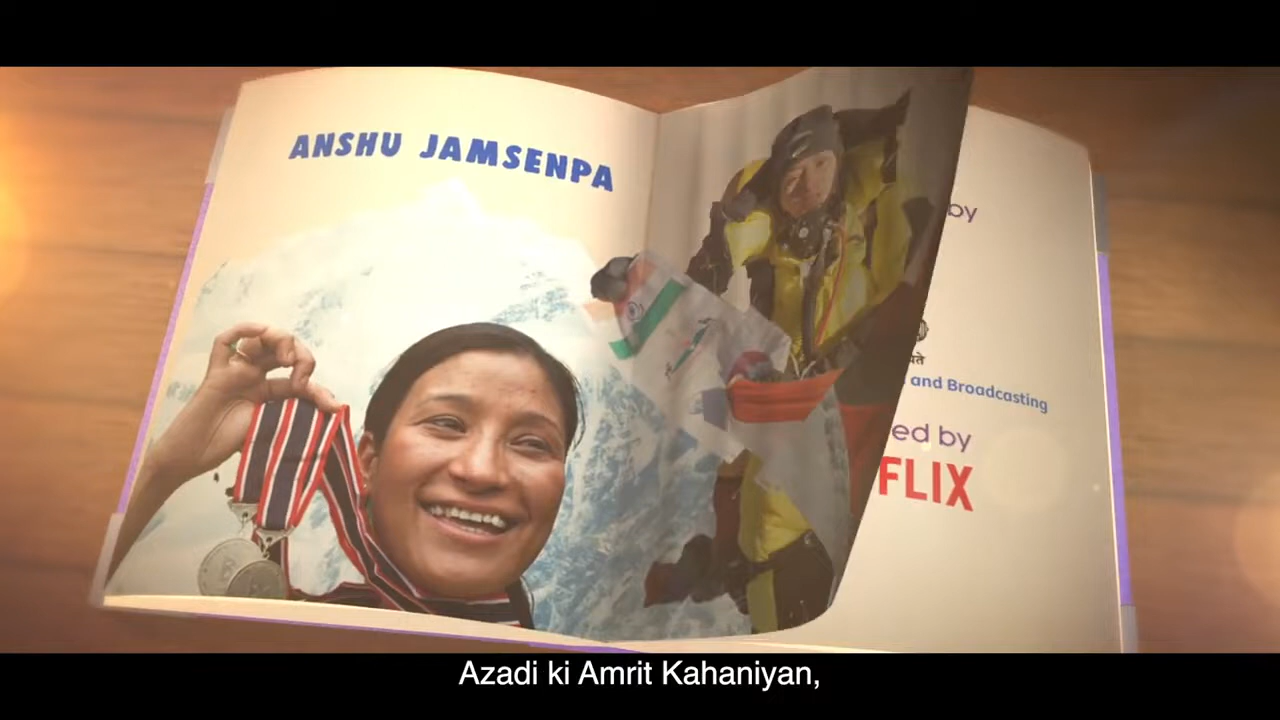 ANSHU JAMSENPA
by
and Broadcasting
ed by
FLIX
Azadi ki Amrit Kahaniyan,